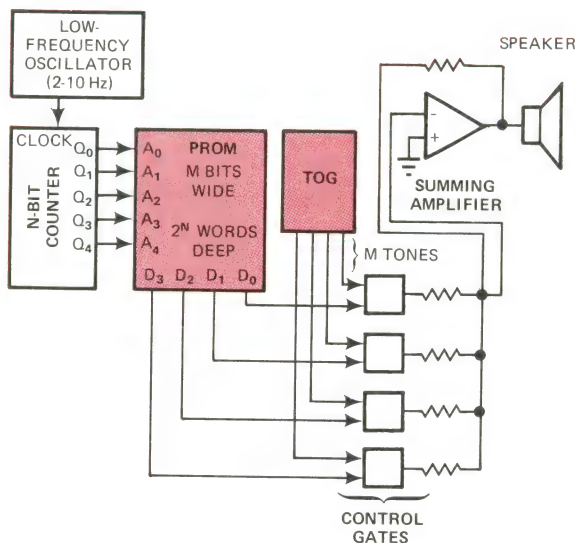 LOW-
FREQUENCY
OSCILLATOR
(2-10 Hz)
SPEAKER
CLOCK
N-BIT
COUNTER
Q0
Q1
Q2
Q3
Q4
A0
A1
A2
A3
A4
PROM
M BITS
WIDE
2^N WORDS
DEEP
D3 D2 D1 D0
TOG
-
+
SUMMING
AMPLIFIER
M TONES
CONTROL
GATES